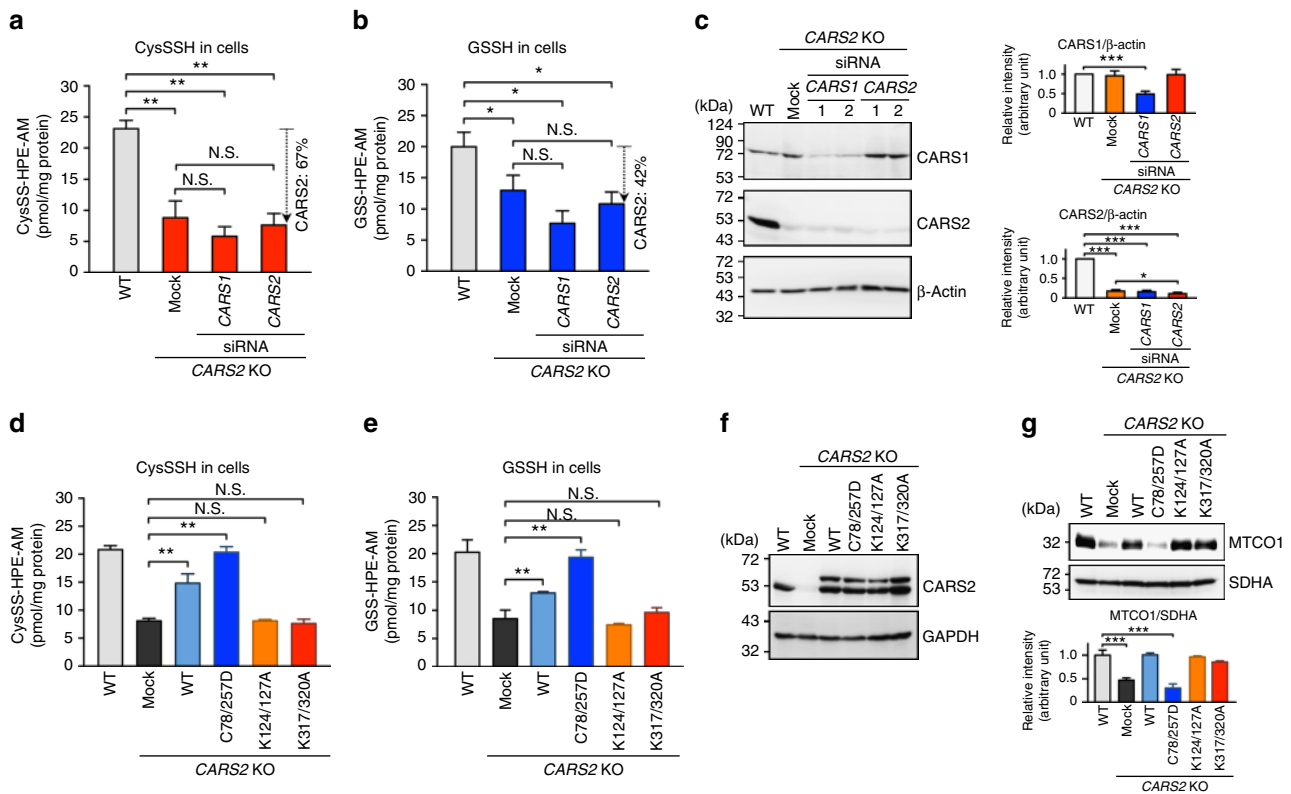 a
CysSSH in cells
CysSS-HPE-AM
(pmol/mg protein)
30
25
20
15
10
5
0
**
**
**
N.S.
N.S.
CARS2: 67%
WT
Mock
CARS1
CARS2
siRNA
CARS2 KO
b
GSSH in cells
GSS-HPE-AM
(pmol/mg protein)
30
25
20
15
10
5
0
*
*
*
N.S.
N.S.
CARS2: 42%
WT
Mock
CARS1
CARS2
siRNA
CARS2 KO
c
CARS2 KO
siRNA
CARS1 CARS2
(kDa) WT Mock 1 2 1 2
124
90
72
53
CARS1
72
53
43
CARS2
72
53
43
32
β-Actin
CARS1/β-actin
Relative intensity
(arbitrary unit)
1.0
0.5
0
***
WT
Mock
CARS1
CARS2
siRNA
CARS2 KO
CARS2/β-actin
Relative intensity
(arbitrary unit)
1.0
0.5
0
***
***
***
*
WT
Mock
CARS1
CARS2
siRNA
CARS2 KO
d
CysSSH in cells
CysSS-HPE-AM
(pmol/mg protein)
30
25
20
15
10
5
0
N.S.
N.S.
**
**
WT
Mock
WT
C78/257D
K124/127A
K317/320A
CARS2 KO
e
GSSH in cells
GSS-HPE-AM
(pmol/mg protein)
30
25
20
15
10
5
0
N.S.
N.S.
**
**
WT
Mock
WT
C78/257D
K124/127A
K317/320A
CARS2 KO
f
CARS2 KO
(kDa)
WT
Mock
WT
C78/257D
K124/127A
K317/320A
72
53
CARS2
43
32
GAPDH
g
CARS2 KO
(kDa)
WT
Mock
WT
C78/257D
K124/127A
K317/320A
32
MTCO1
72
53
SDHA
MTCO1/SDHA
Relative intensity
(arbitrary unit)
1.0
0.5
0
***
***
WT
Mock
WT
C78/257D
K124/127A
K317/320A
CARS2 KO